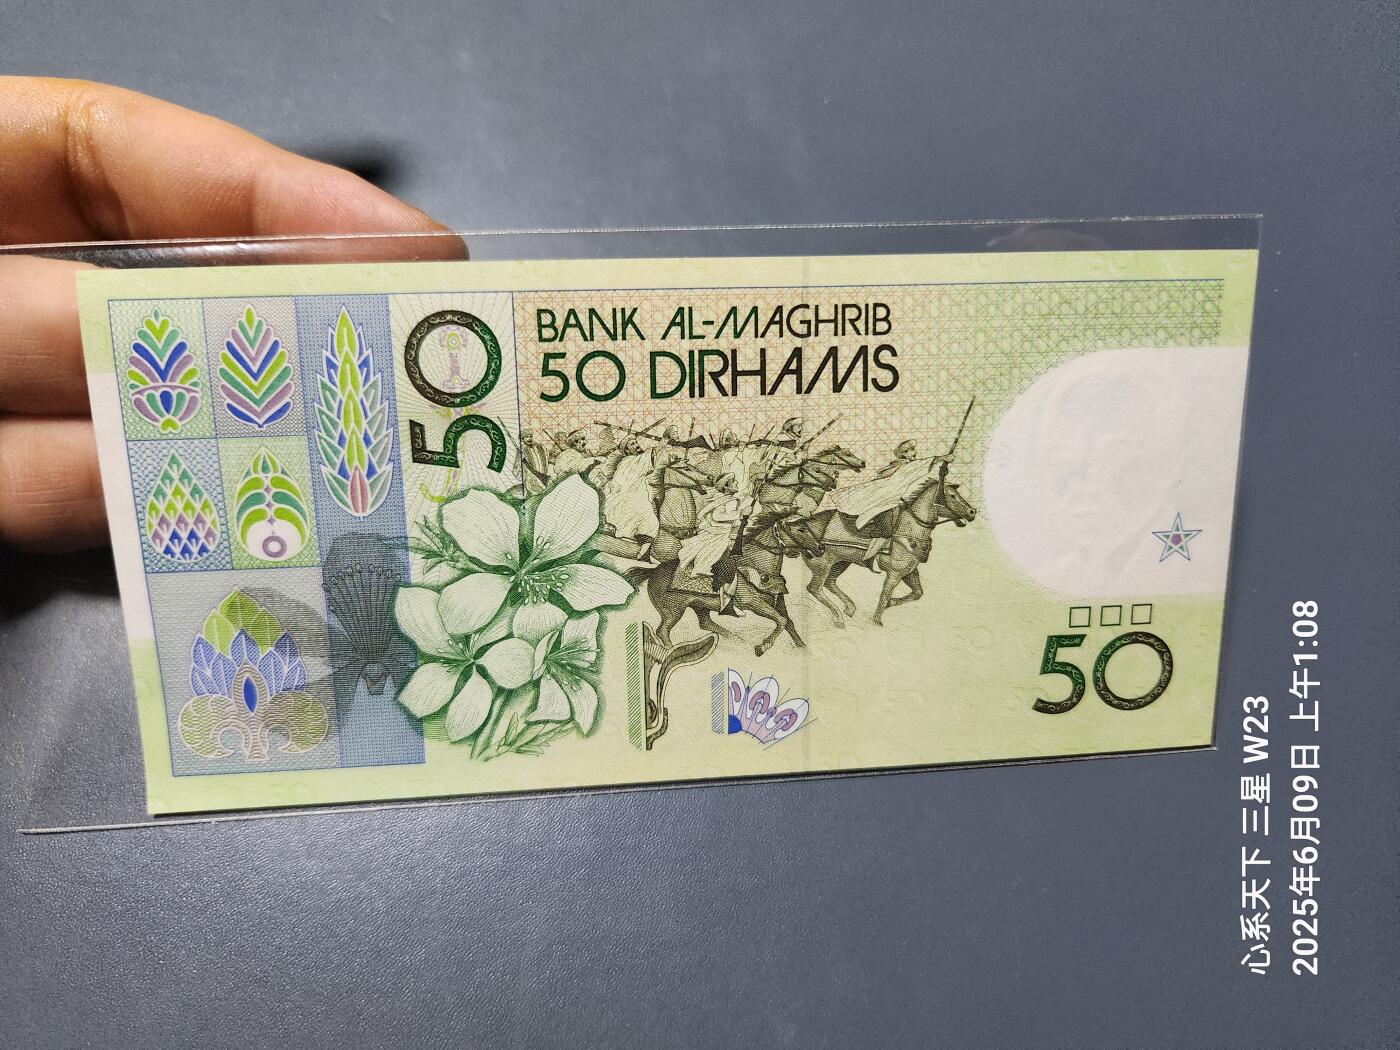 50
BANK AL-MAGHRIB
50 DIRHAMS
50
心系天下 三星 W23
2025年6月09日 上午1:08